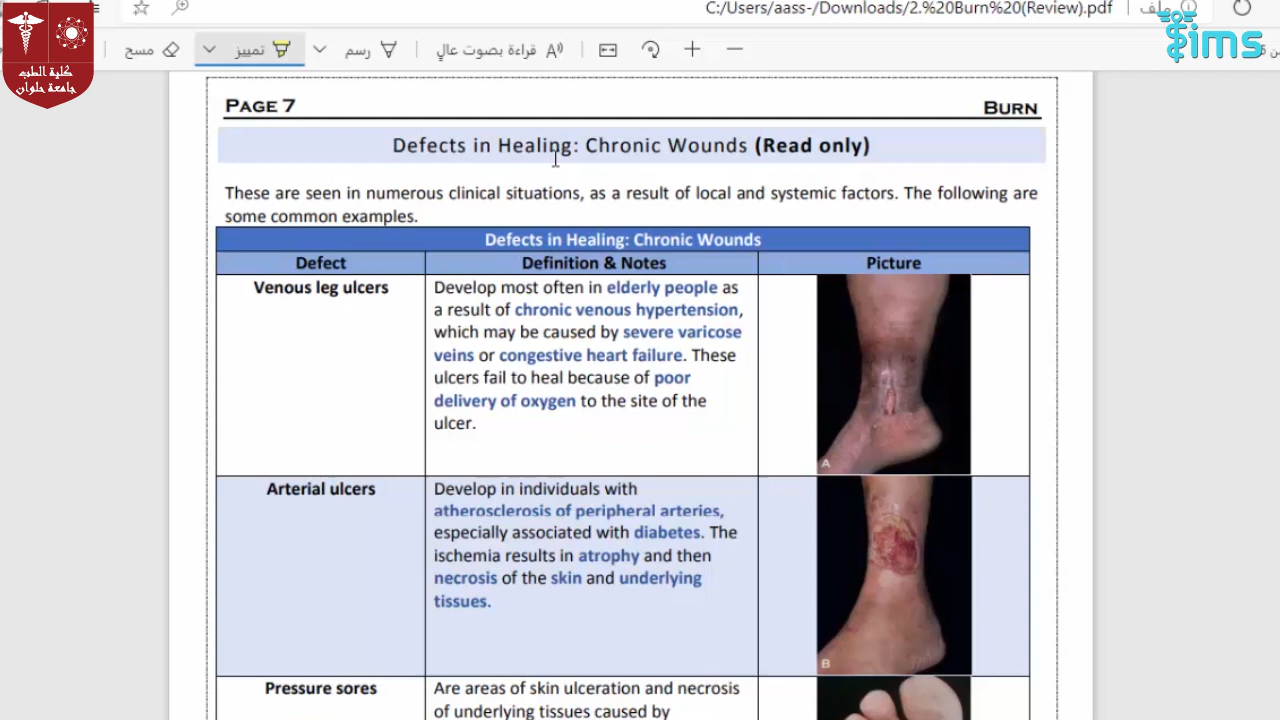 C:/Users/aass-/Downloads/2.%20Burn%20(Review).pdf
ملف
مسح
تمييز
رسم
قراءة بصوت عالٍ
كلية الطب
جامعة حلوان
ims
PAGE 7
BURN
Defects in Healing: Chronic Wounds (Read only)
These are seen in numerous clinical situations, as a result of local and systemic factors. The following are
some common examples.
Defects in Healing: Chronic Wounds
Defect
Definition & Notes
Picture
Venous leg ulcers
Develop most often in elderly people as
a result of chronic venous hypertension,
which may be caused by severe varicose
veins or congestive heart failure. These
ulcers fail to heal because of poor
delivery of oxygen to the site of the
ulcer.
A
Arterial ulcers
Develop in individuals with
atherosclerosis of peripheral arteries,
especially associated with diabetes. The
ischemia results in atrophy and then
necrosis of the skin and underlying
tissues.
B
Pressure sores
Are areas of skin ulceration and necrosis
of underlying tissues caused by